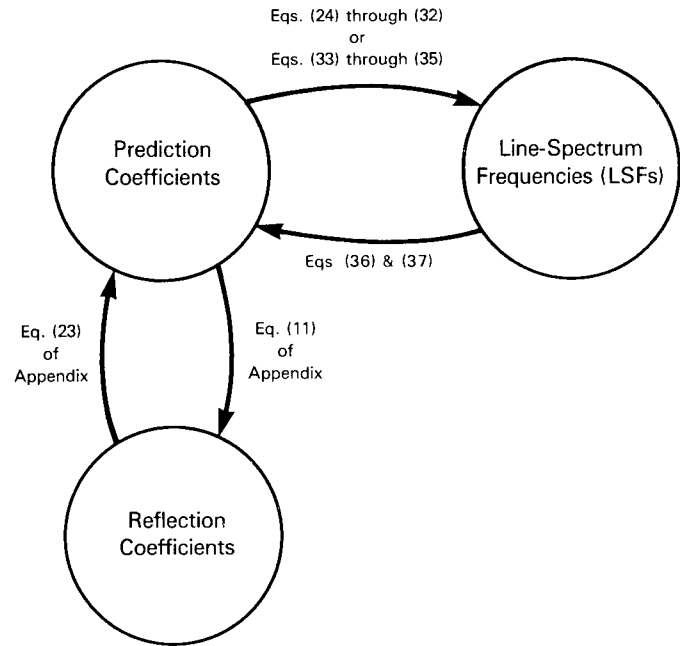 Eqs. (24) through (32)
or
Eqs. (33) through (35)
Prediction
Coefficients
Line-Spectrum
Frequencies (LSFs)
Eqs (36) & (37)
Eq. (23)
of
Appendix
Eq. (11)
of
Appendix
Reflection
Coefficients